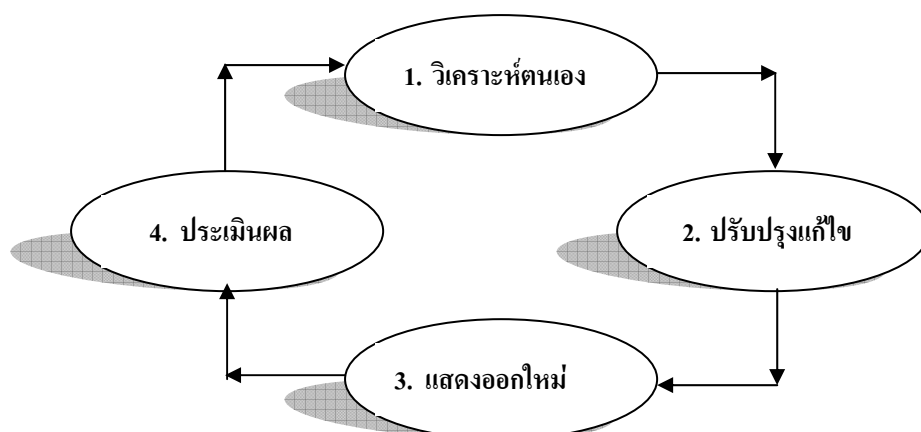 1. วิเคราะห์ตนเอง
2. ปรับปรุงแก้ไข
3. แสดงออกใหม่
4. ประเมินผล